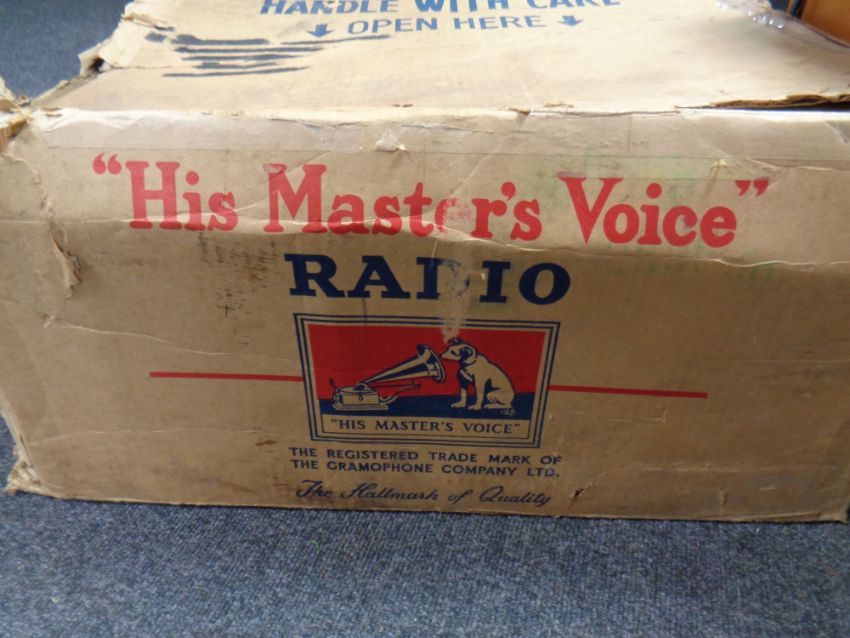 HANDLE WITH CARE
OPEN HERE
"His Master's Voice"
RADIO
"HIS MASTER'S VOICE"
THE REGISTERED TRADE MARK OF
THE GRAMOPHONE COMPANY LTD.
The Hallmark of Quality